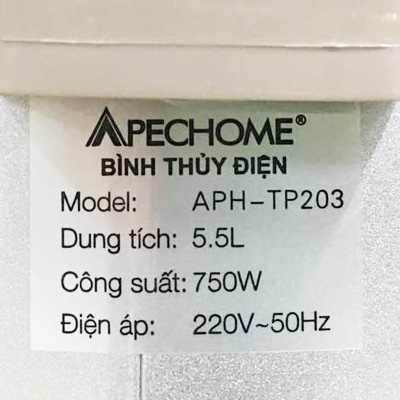 APECHOME®
BÌNH THỦY ĐIỆN
Model: APH-TP203
Dung tích: 5.5L
Công suất: 750W
Điện áp: 220V~50Hz